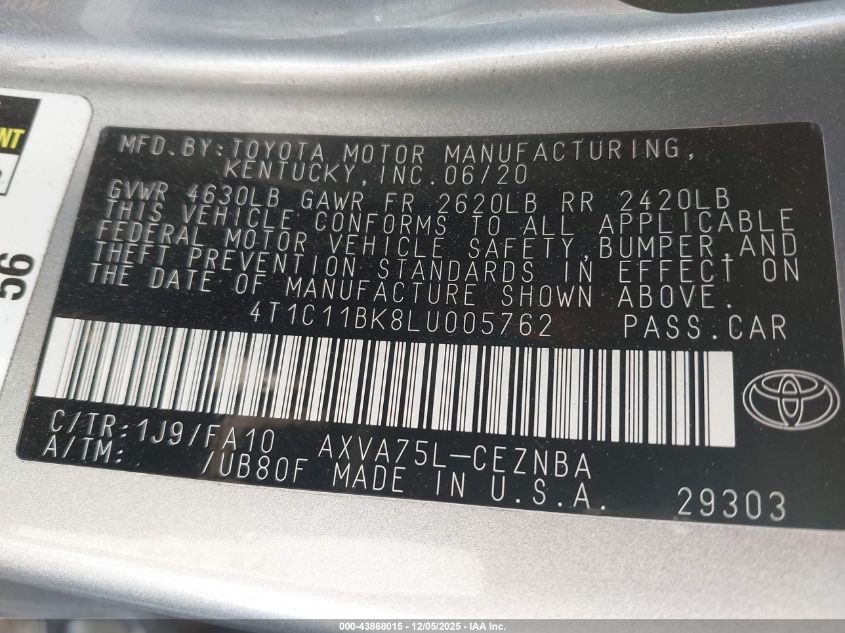 MFD. BY: TOYOTA MOTOR MANUFACTURING,
KENTUCKY, INC. 06/20
GVWR 4630LB GAWR FR 2620LB RR 2420LB
THIS VEHICLE CONFORMS TO ALL APPLICABLE
FEDERAL MOTOR VEHICLE SAFETY, BUMPER, AND
THEFT PREVENTION STANDARDS IN EFFECT ON
THE DATE OF MANUFACTURE SHOWN ABOVE.
4T1C11BK8LU005762 PASS.CAR
C/TR: 1J9/FA10 AXVA75L-CEZNBA
A/TM: /UB80F MADE IN U.S.A. 29303
9c
000-43868015 | 12/05/2025 - IAA Inc.